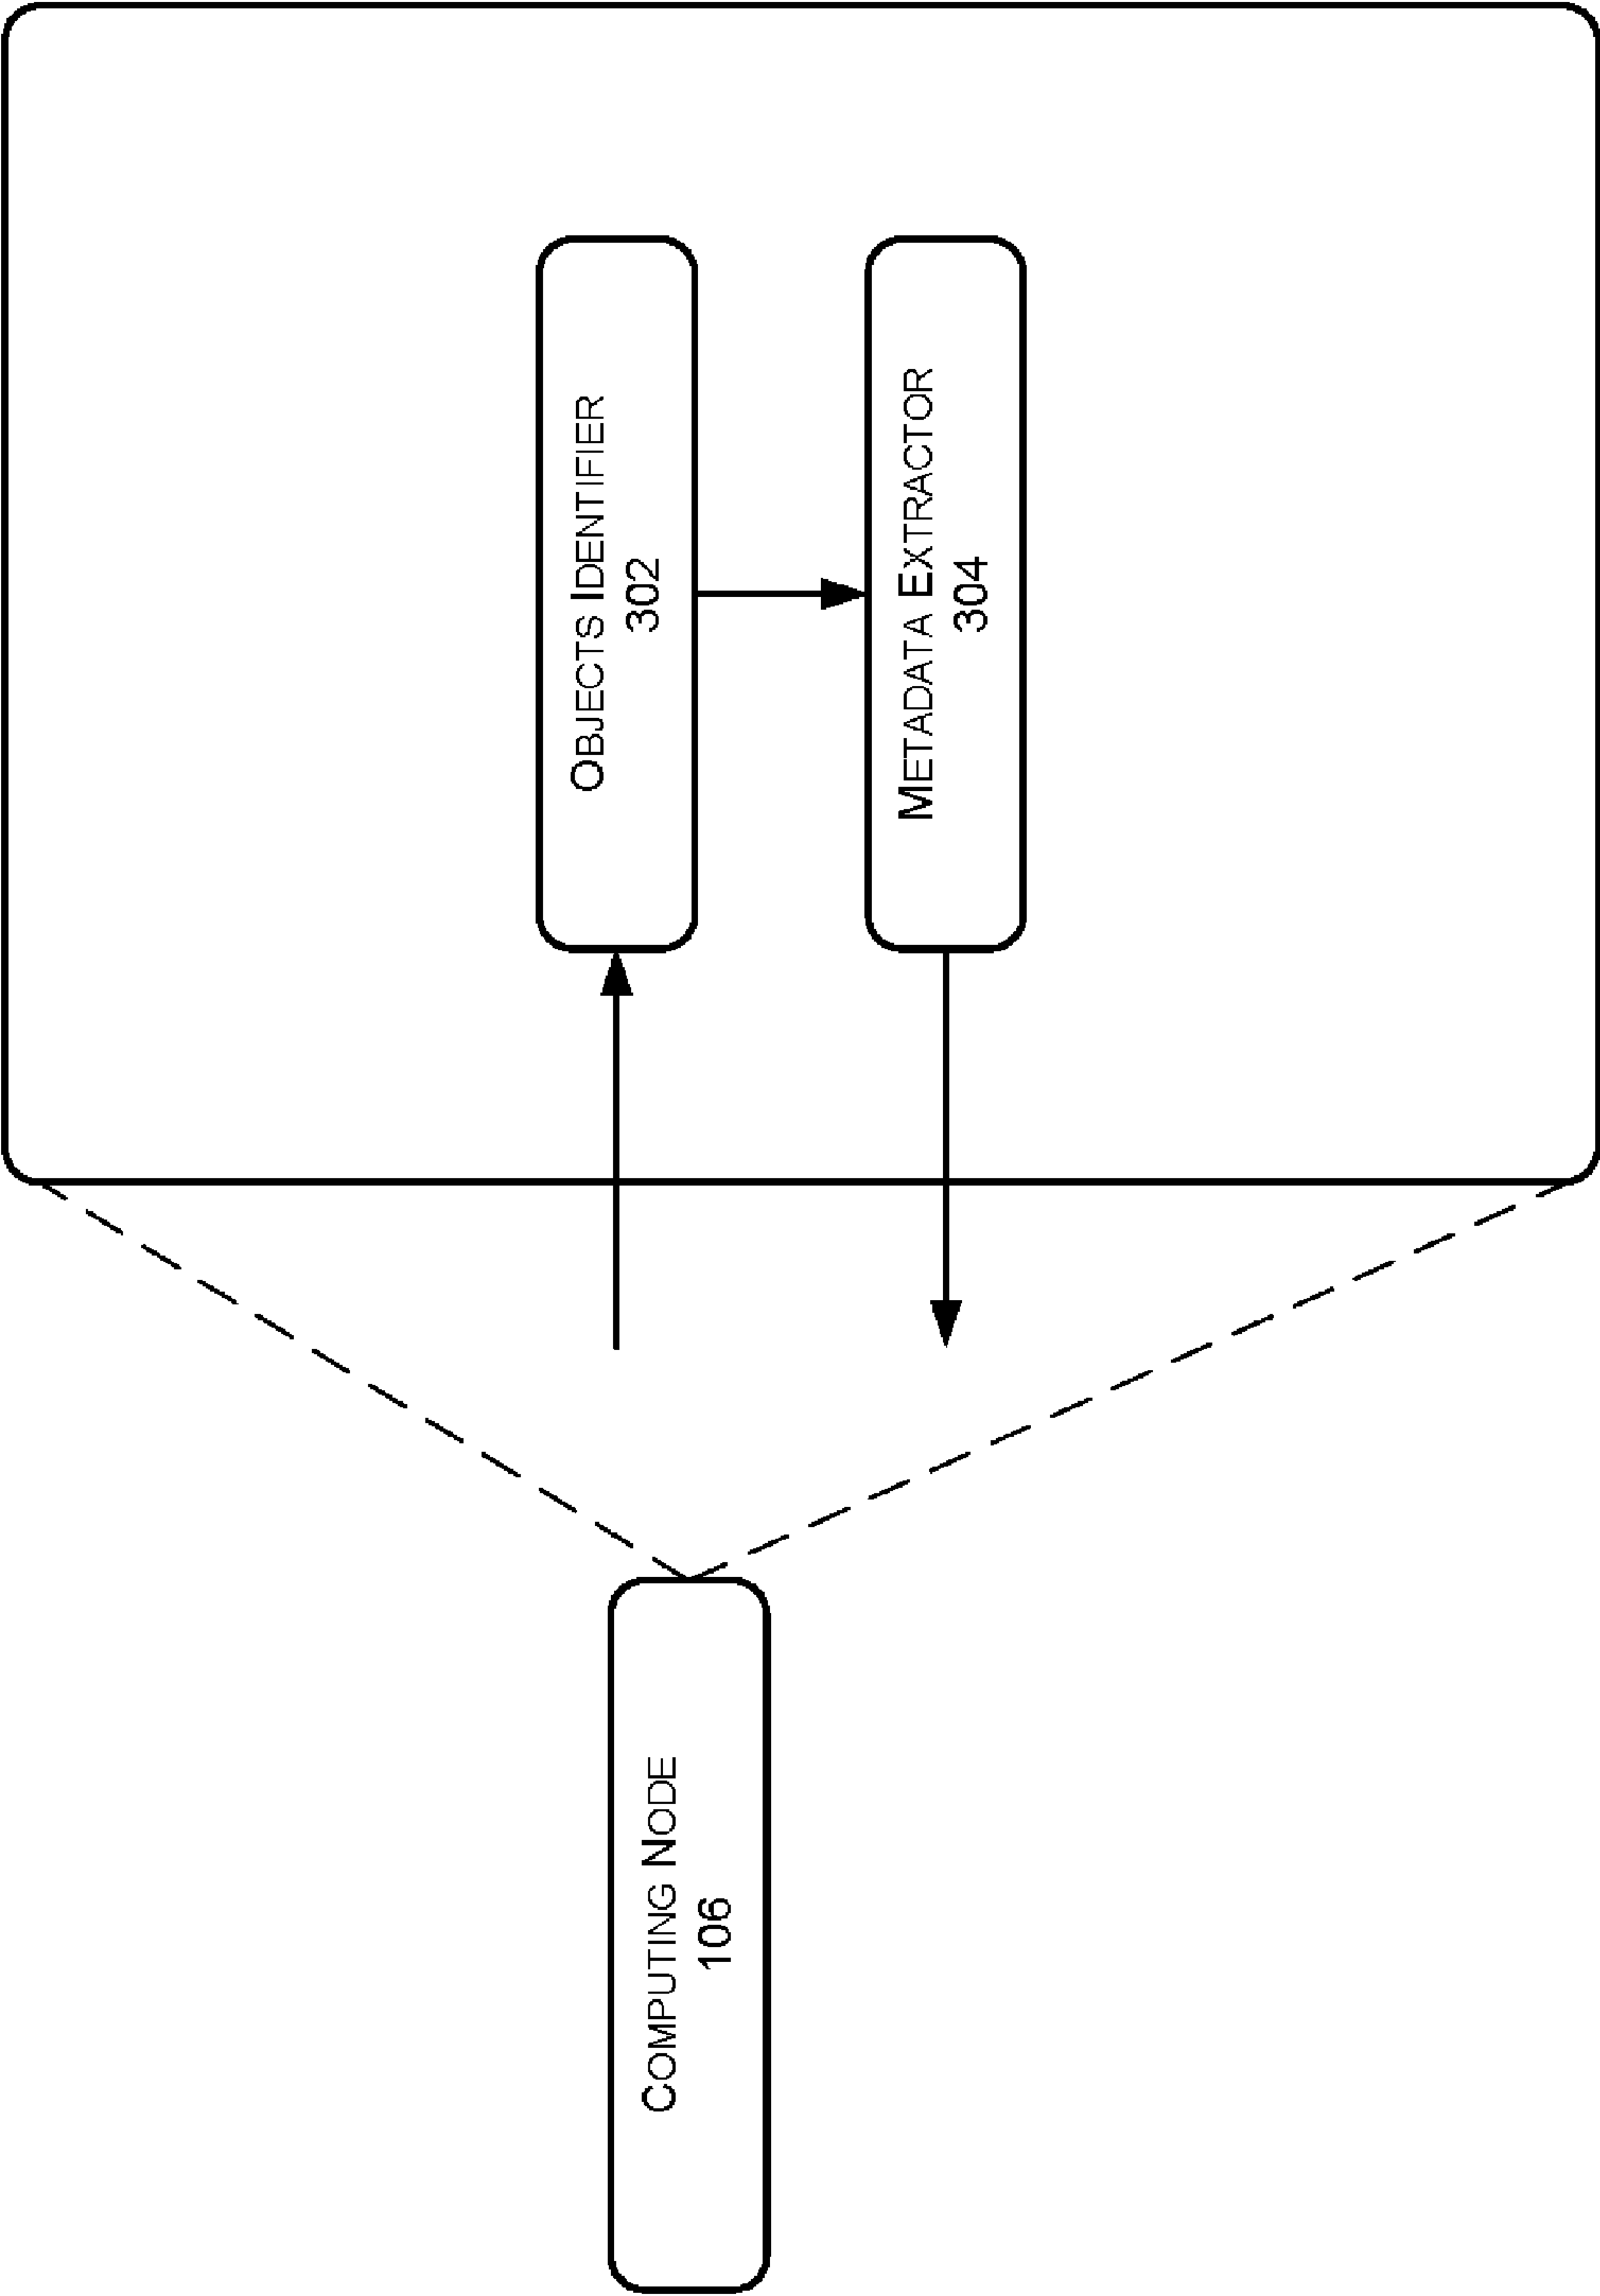 COMPUTING NODE
106
OBJECTS IDENTIFIER
302
METADATA EXTRACTOR
304